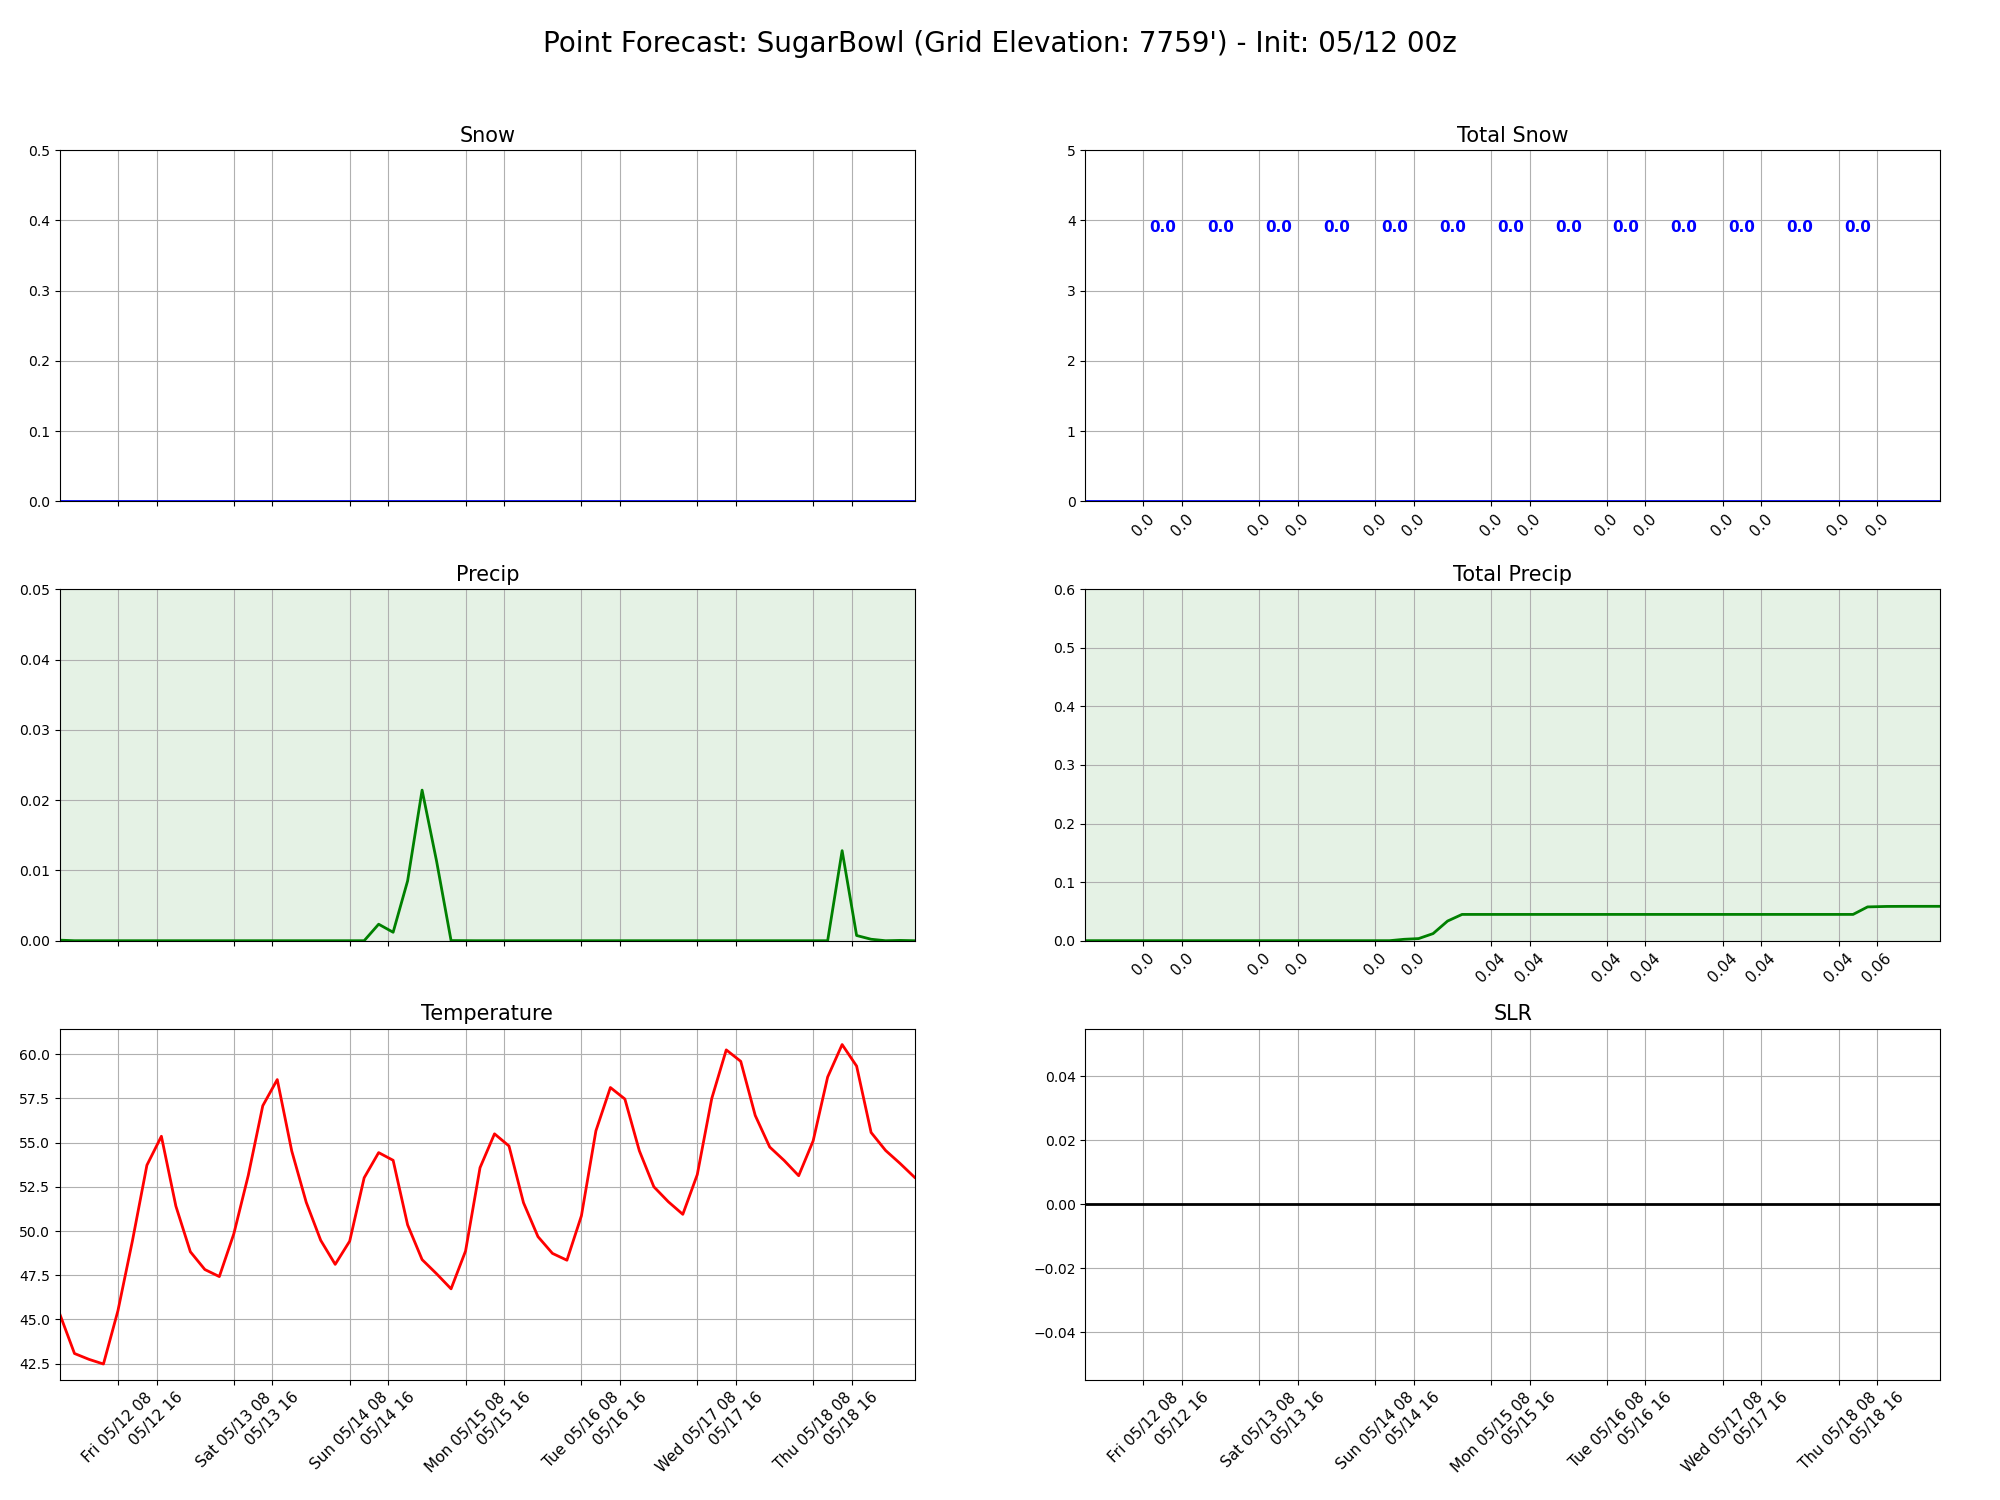 Point Forecast: SugarBowl (Grid Elevation: 7759') - Init: 05/12 00z
Snow
0.5
0.4
0.3
0.2
0.1
0.0
Total Snow
5
4
3
2
1
0
0.0 0.0 0.0 0.0 0.0 0.0 0.0 0.0 0.0 0.0 0.0 0.0 0.0
0.0 0.0 0.0 0.0 0.0 0.0 0.0 0.0 0.0 0.0 0.0 0.0 0.0 0.0
Precip
0.05
0.04
0.03
0.02
0.01
0.00
Total Precip
0.6
0.5
0.4
0.3
0.2
0.1
0.0
0.0 0.0 0.0 0.0 0.0 0.0 0.04 0.04 0.04 0.04 0.04 0.04 0.04 0.06
Temperature
60.0
57.5
55.0
52.5
50.0
47.5
45.0
42.5
Fri 05/12 08
05/12 16
Sat 05/13 08
05/13 16
Sun 05/14 08
05/14 16
Mon 05/15 08
05/15 16
Tue 05/16 08
05/16 16
Wed 05/17 08
05/17 16
Thu 05/18 08
05/18 16
SLR
0.04
0.02
0.00
−0.02
−0.04
Fri 05/12 08
05/12 16
Sat 05/13 08
05/13 16
Sun 05/14 08
05/14 16
Mon 05/15 08
05/15 16
Tue 05/16 08
05/16 16
Wed 05/17 08
05/17 16
Thu 05/18 08
05/18 16